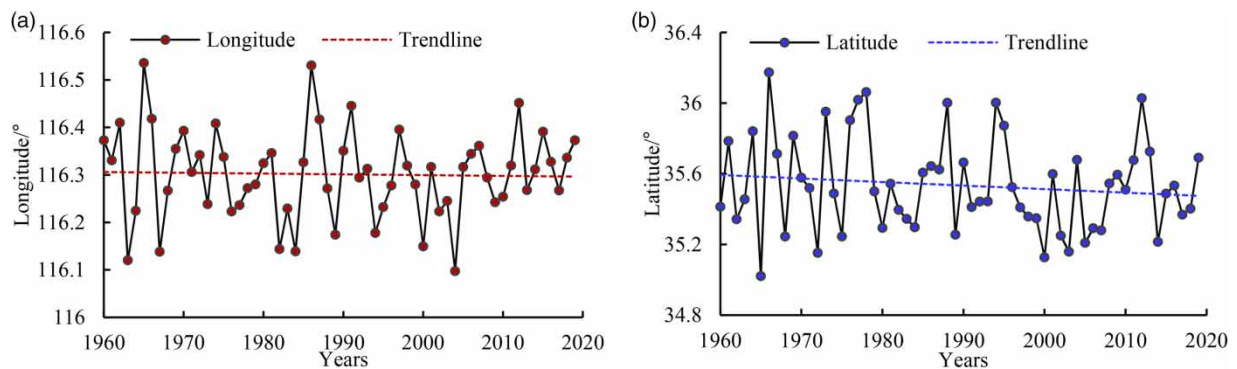 (a)
Longitude
Trendline
116.6
116.5
116.4
116.3
116.2
116.1
116
Longitude/°
1960 1970 1980 1990 2000 2010 2020
Years
(b)
Latitude
Trendline
36.4
36
35.6
35.2
34.8
Latitude/°
1960 1970 1980 1990 2000 2010 2020
Years